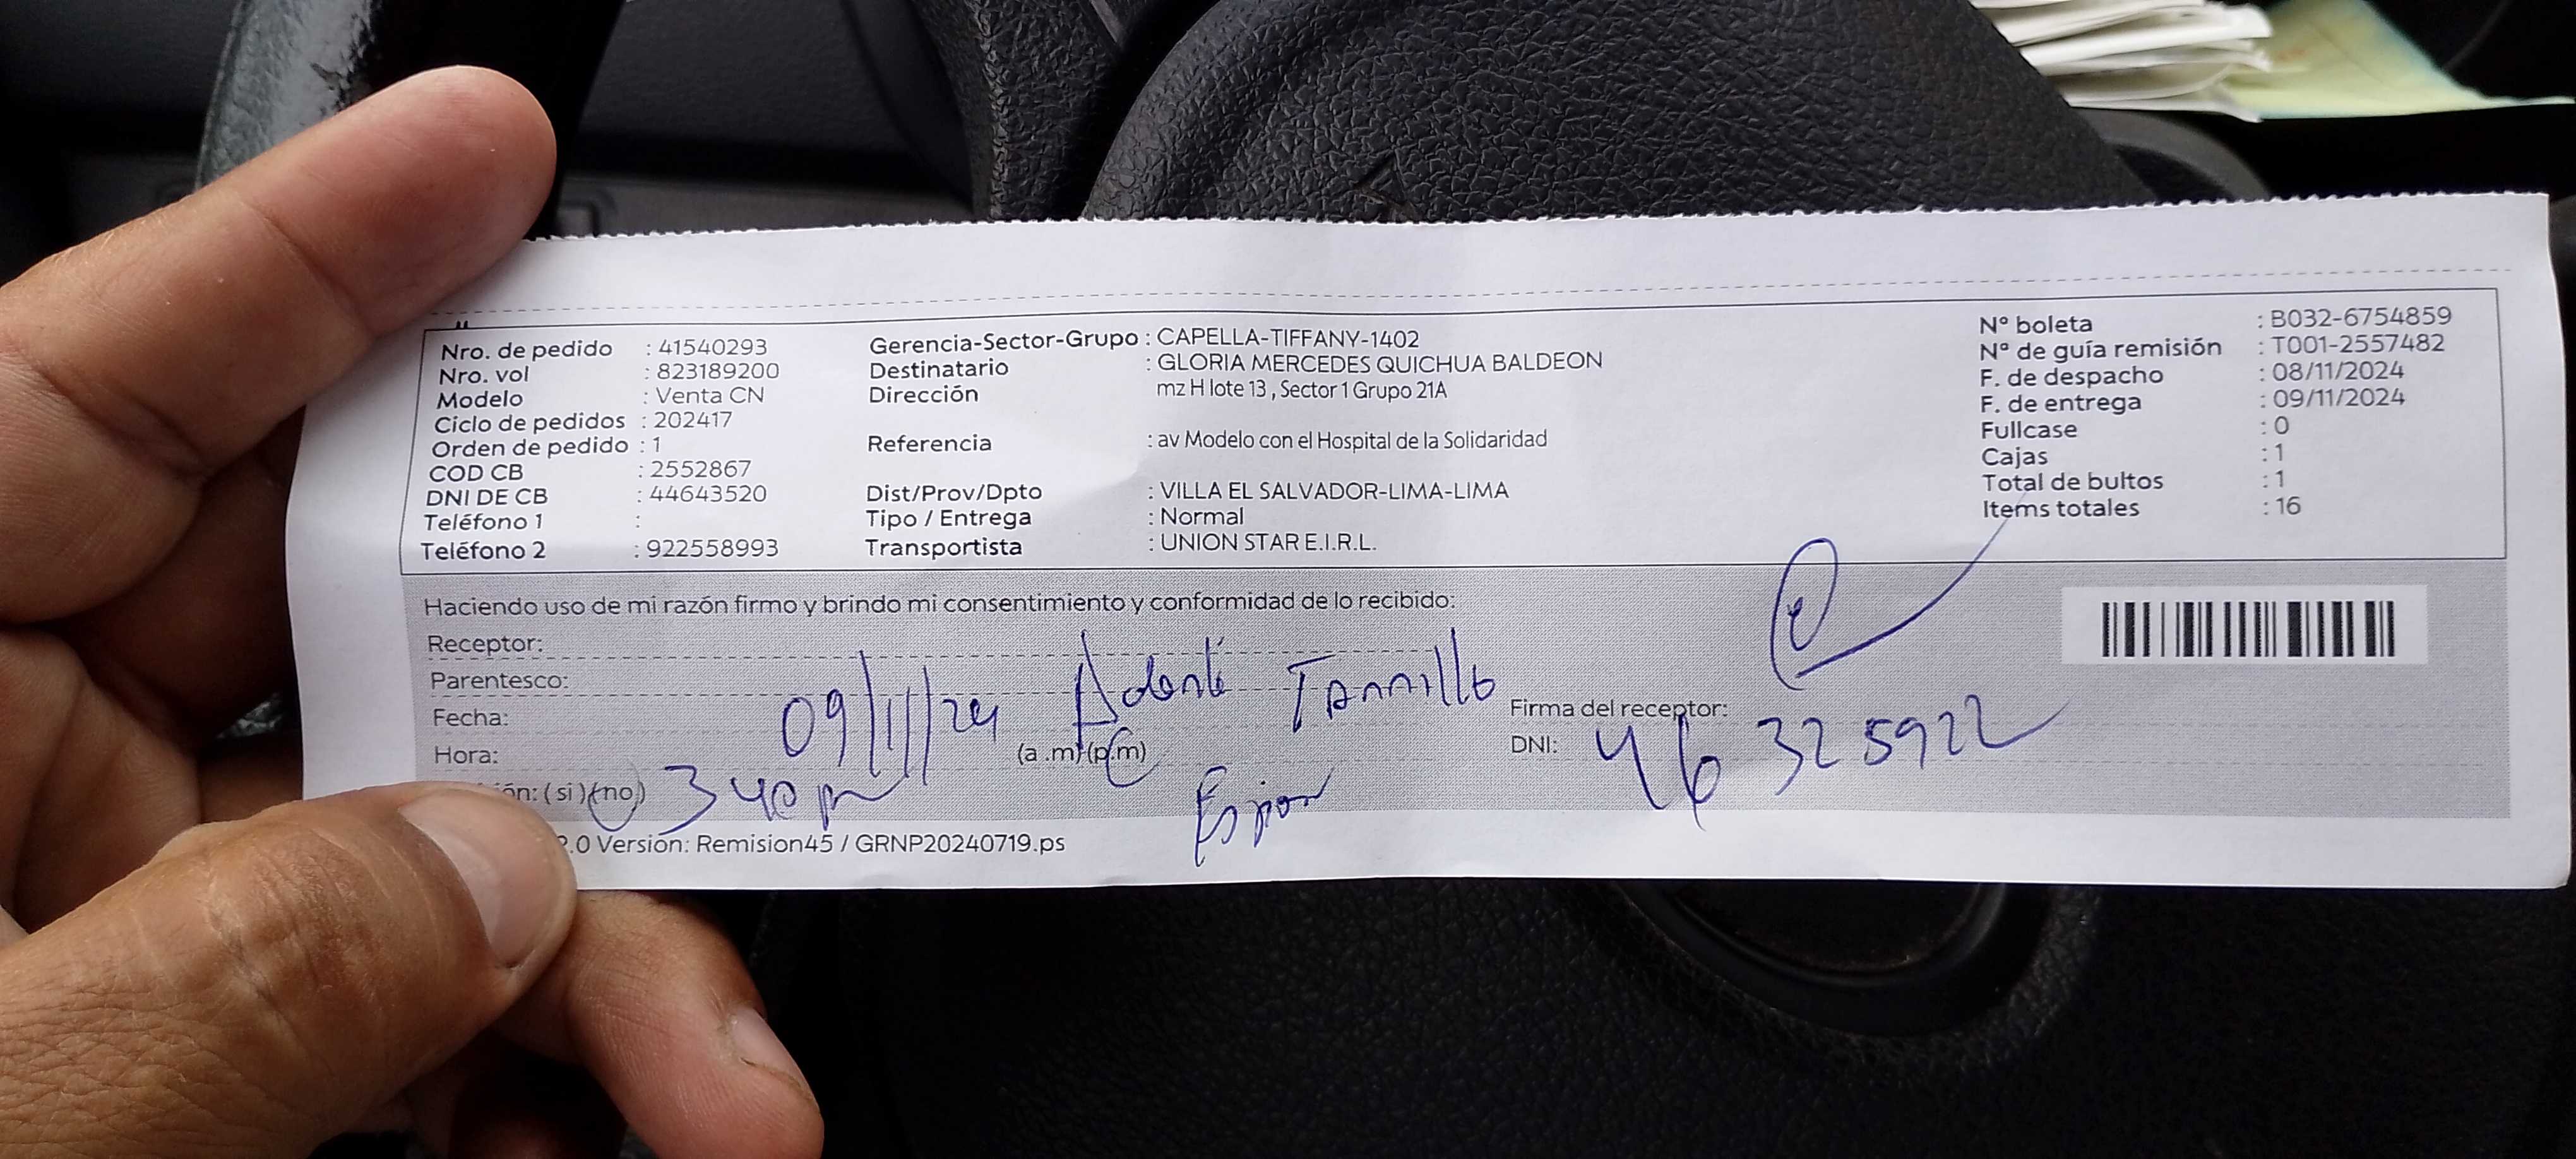 Nro. de pedido : 41540293
Nro. vol : 823189200
Modelo : Venta CN
Ciclo de pedidos : 202417
Orden de pedido : 1
COD CB : 2552867
DNI DE CB : 44643520
Teléfono 1 :
Teléfono 2 : 922558993
Gerencia-Sector-Grupo : CAPELLA-TIFFANY-1402
Destinatario : GLORIA MERCEDES QUICHUA BALDEON
Dirección mz H lote 13 , Sector 1 Grupo 21A
Referencia : av Modelo con el Hospital de la Solidaridad
Dist/Prov/Dpto : VILLA EL SALVADOR-LIMA-LIMA
Tipo / Entrega : Normal
Transportista : UNION STAR E.I.R.L.
Nº boleta : B032-6754859
Nº de guía remisión : T001-2557482
F. de despacho : 08/11/2024
F. de entrega : 09/11/2024
Fullcase : 0
Cajas : 1
Total de bultos : 1
Items totales : 16
Haciendo uso de mi razón firmo y brindo mi consentimiento y conformidad de lo recibido:
Receptor:
Parentesco:
Fecha: 09/11/24
Hora: (a .m) (p.m)
ón: ( si ) (no) 3 40 pm
Firma del receptor:
DNI: 46 325922
.0 Version: Remision45 / GRNP20240719.ps